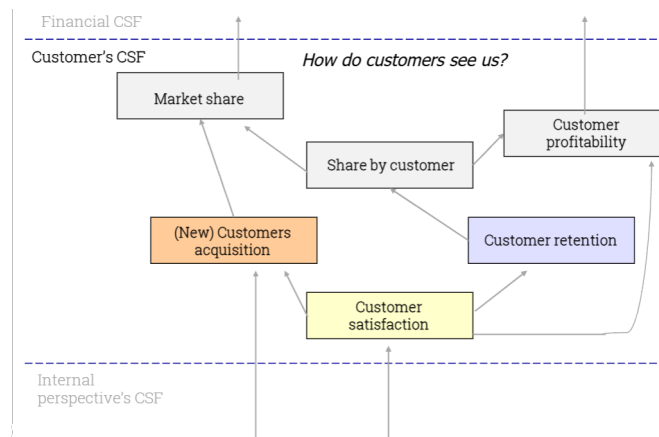 Financial CSF
Customer's CSF
How do customers see us?
Market share
Customer
profitability
Share by customer
(New) Customers
acquisition
Customer retention
Customer
satisfaction
Internal
perspective's CSF